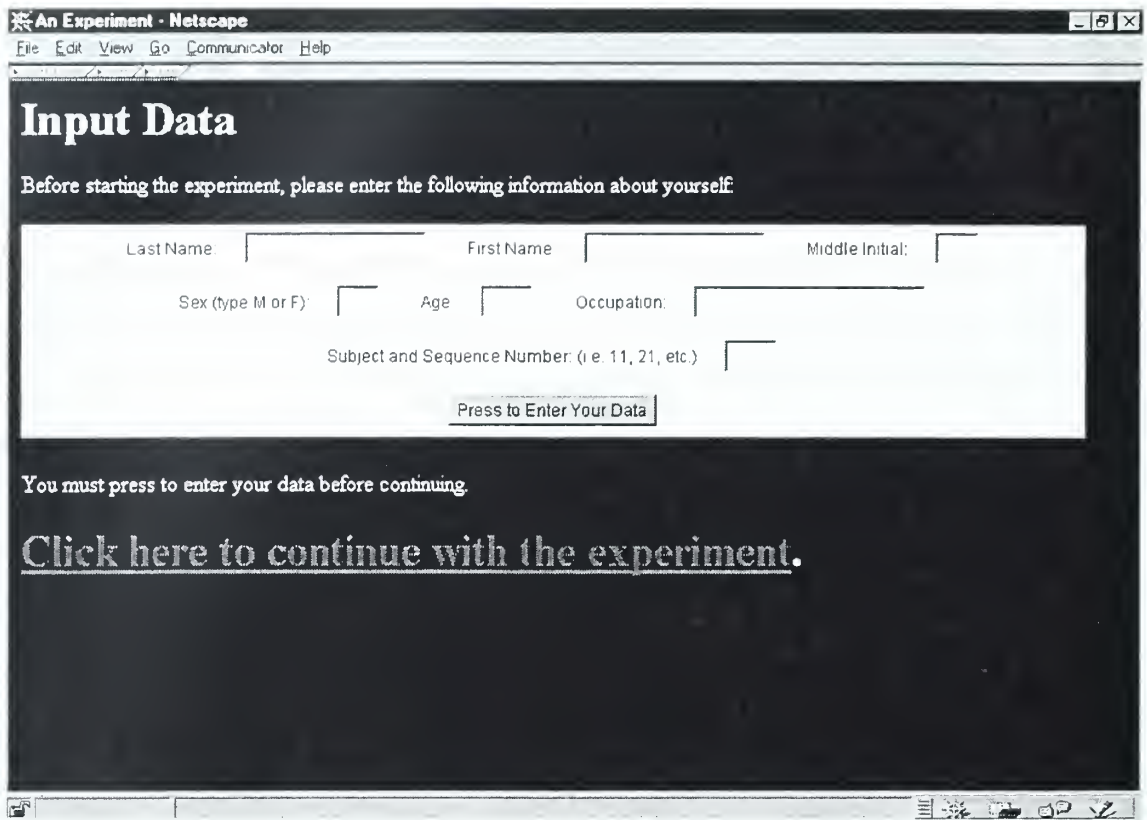 An Experiment - Netscape
File Edit View Go Communicator Help
Input Data
Before starting the experiment, please enter the following information about yourself:
Last Name: First Name Middle Initial:
Sex (type M or F): Age Occupation:
Subject and Sequence Number: (i.e. 11, 21, etc.)
Press to Enter Your Data
You must press to enter your data before continuing.
Click here to continue with the experiment.